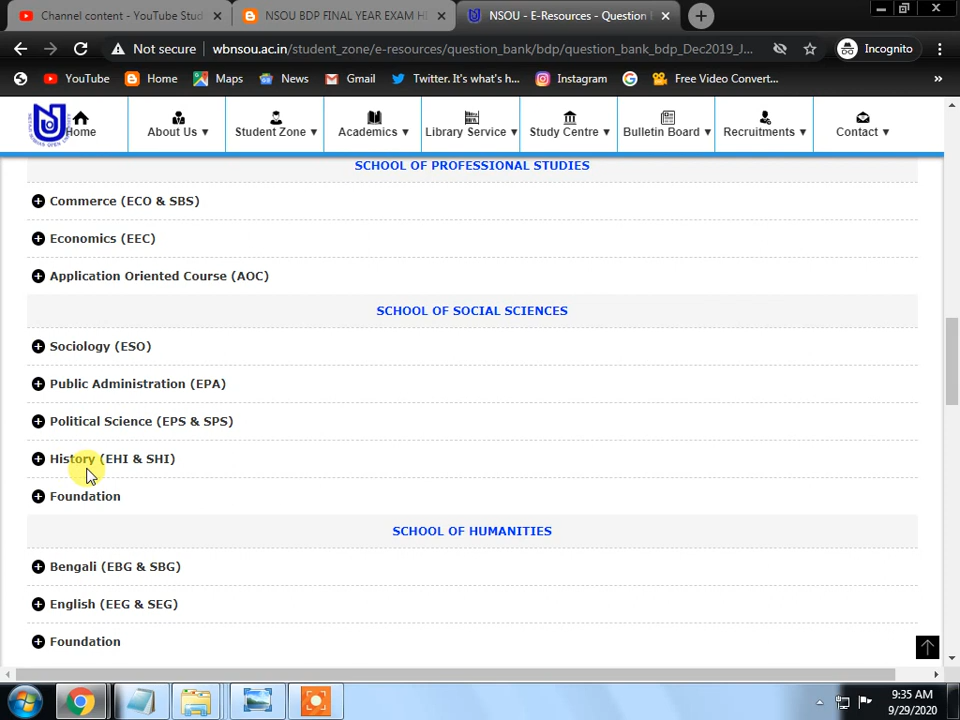 Channel content - YouTube Stud
NSOU BDP FINAL YEAR EXAM HE
NSOU - E-Resources - Question
Not secure
wbnsou.ac.in/student_zone/e-resources/question_bank/bdp/question_bank_bdp_Dec2019_J...
Incognito
YouTube
Home
Maps
News
Gmail
Twitter. It's what's h...
Instagram
Free Video Convert...
»
Home
About Us ▾
Student Zone ▾
Academics ▾
Library Service ▾
Study Centre ▾
Bulletin Board ▾
Recruitments ▾
Contact ▾
SCHOOL OF PROFESSIONAL STUDIES
Commerce (ECO & SBS)
Economics (EEC)
Application Oriented Course (AOC)
SCHOOL OF SOCIAL SCIENCES
Sociology (ESO)
Public Administration (EPA)
Political Science (EPS & SPS)
History (EHI & SHI)
Foundation
SCHOOL OF HUMANITIES
Bengali (EBG & SBG)
English (EEG & SEG)
Foundation
9:35 AM
9/29/2020